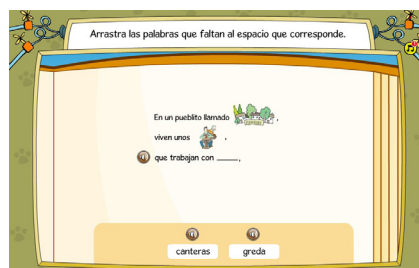 Arrastra las palabras que faltan al espacio que corresponde.
En un pueblito llamado ,
viven unos ,
que trabajan con _____,
canteras greda